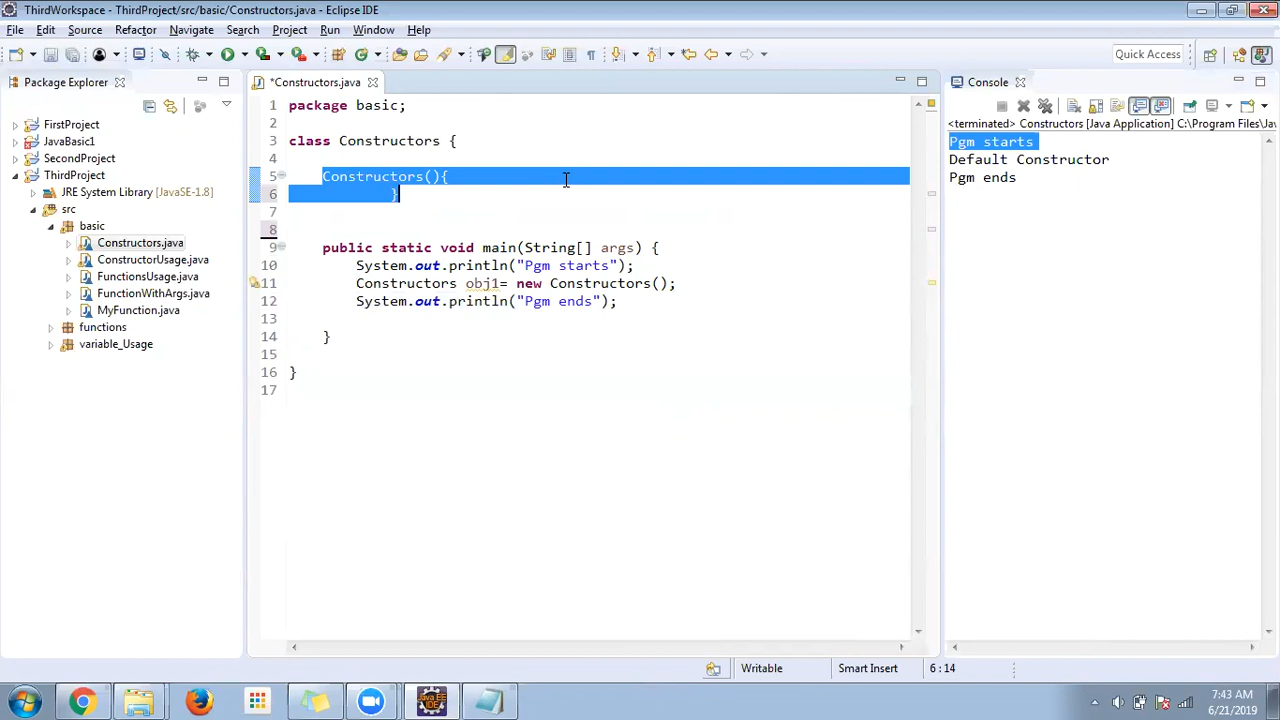 ThirdWorkspace - ThirdProject/src/basic/Constructors.java - Eclipse IDE
File Edit Source Refactor Navigate Search Project Run Window Help
Quick Access
Package Explorer
FirstProject
JavaBasic1
SecondProject
ThirdProject
JRE System Library [JavaSE-1.8]
src
basic
Constructors.java
ConstructorUsage.java
FunctionsUsage.java
FunctionWithArgs.java
MyFunction.java
functions
variable_Usage
*Constructors.java
1 package basic;
2
3 class Constructors {
4
5 Constructors(){
6 }
7
8
9 public static void main(String[] args) {
10 System.out.println("Pgm starts");
11 Constructors obj1= new Constructors();
12 System.out.println("Pgm ends");
13
14 }
15
16 }
17
Console
<terminated> Constructors [Java Application] C:\Program Files\Jav
Pgm starts
Default Constructor
Pgm ends
Writable Smart Insert 6:14
Java EE IDE
7:43 AM
6/21/2019